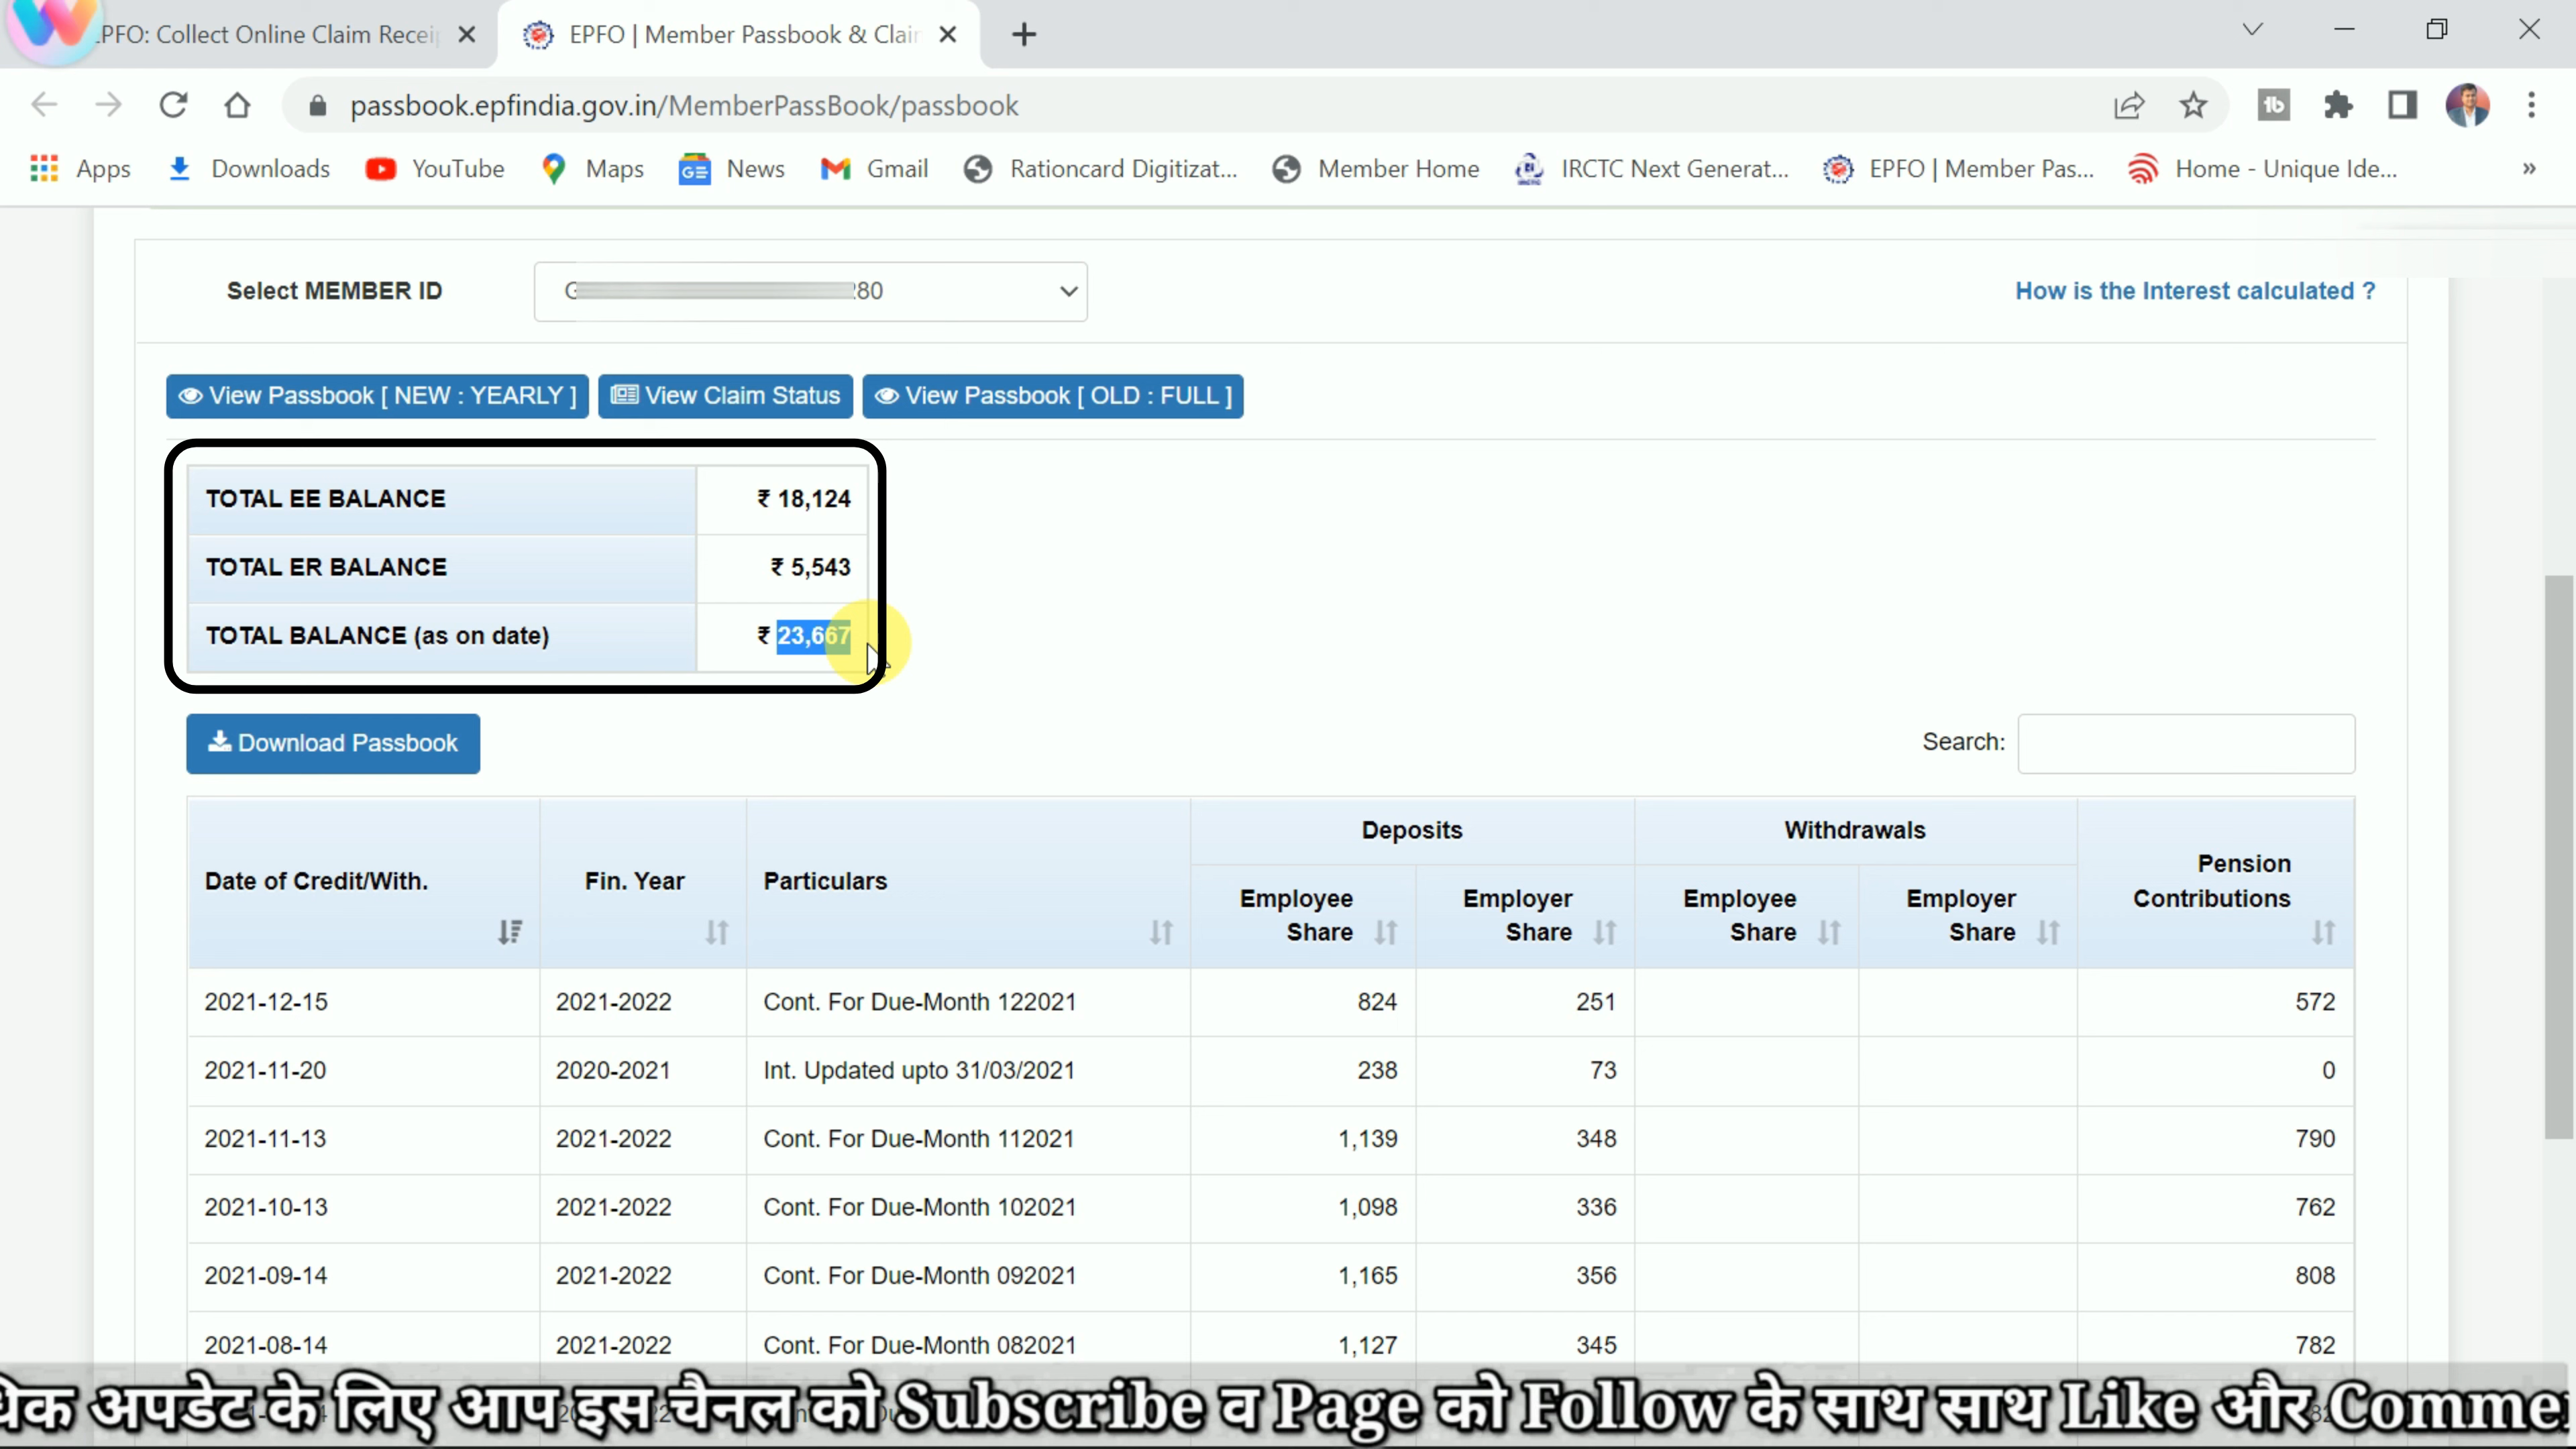 PFO: Collect Online Claim Recei
EPFO | Member Passbook & Clai
passbook.epfindia.gov.in/MemberPassBook/passbook
Apps Downloads YouTube Maps News Gmail Rationcard Digitizat... Member Home IRCTC Next Generat... EPFO | Member Pas... Home - Unique Ide... »
Select MEMBER ID G 280 How is the Interest calculated ?
View Passbook [ NEW : YEARLY ] View Claim Status View Passbook [ OLD : FULL ]
TOTAL EE BALANCE ₹ 18,124
TOTAL ER BALANCE ₹ 5,543
TOTAL BALANCE (as on date) ₹ 23,667
Download Passbook Search:
Deposits Withdrawals
Date of Credit/With. Fin. Year Particulars Employee Share Employer Share Employee Share Employer Share Pension Contributions
2021-12-15 2021-2022 Cont. For Due-Month 122021 824 251 572
2021-11-20 2020-2021 Int. Updated upto 31/03/2021 238 73 0
2021-11-13 2021-2022 Cont. For Due-Month 112021 1,139 348 790
2021-10-13 2021-2022 Cont. For Due-Month 102021 1,098 336 762
2021-09-14 2021-2022 Cont. For Due-Month 092021 1,165 356 808
2021-08-14 2021-2022 Cont. For Due-Month 082021 1,127 345 782
धिक अपडेट के लिए आप इस चैनल को Subscribe व Page को Follow के साथ साथ Like और Comme